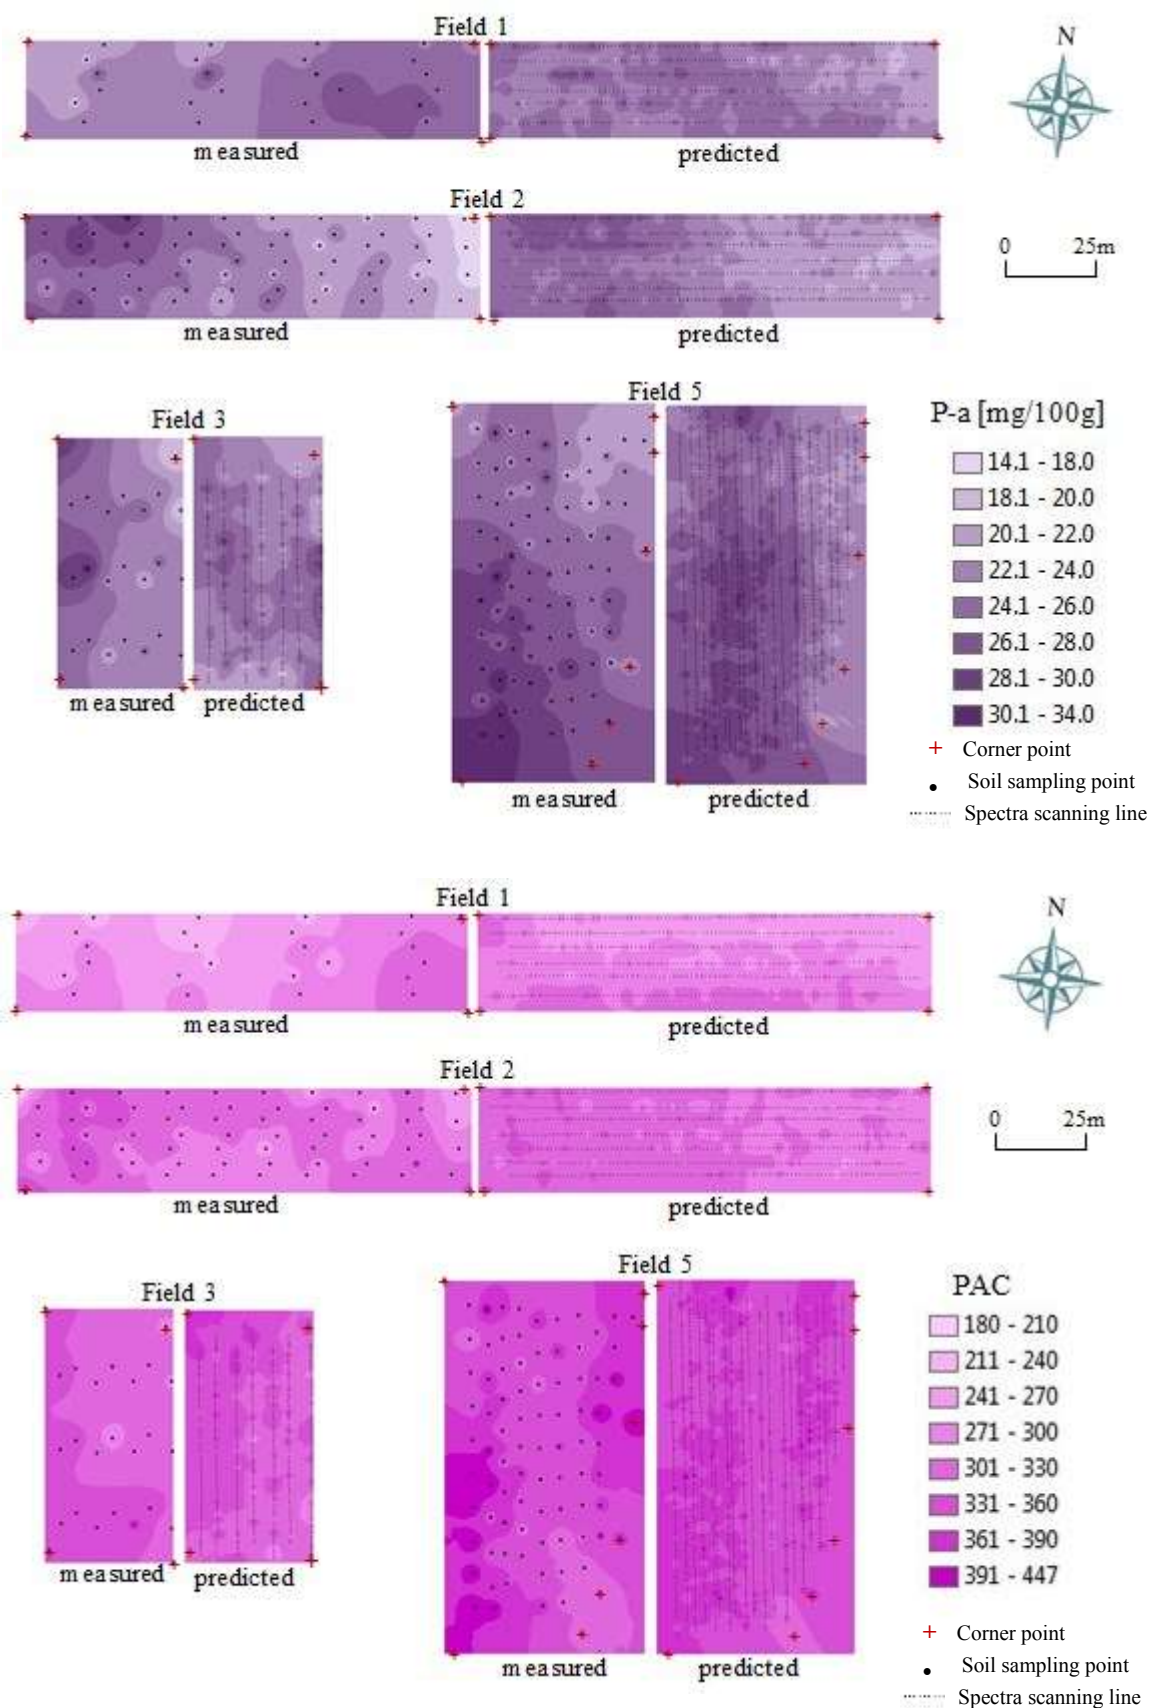 Field 1
N
measured
predicted
Field 2
0 25m
measured
predicted
Field 5
Field 3
P-a [mg/100g]
14.1 - 18.0
18.1 - 20.0
20.1 - 22.0
22.1 - 24.0
24.1 - 26.0
26.1 - 28.0
28.1 - 30.0
30.1 - 34.0
measured predicted
Corner point
Soil sampling point
measured predicted
Spectra scanning line
Field 1
N
measured
predicted
Field 2
0 25m
measured
predicted
Field 5
Field 3
PAC
180 - 210
211 - 240
241 - 270
271 - 300
301 - 330
331 - 360
361 - 390
391 - 447
measured predicted
Corner point
Soil sampling point
measured predicted
Spectra scanning line